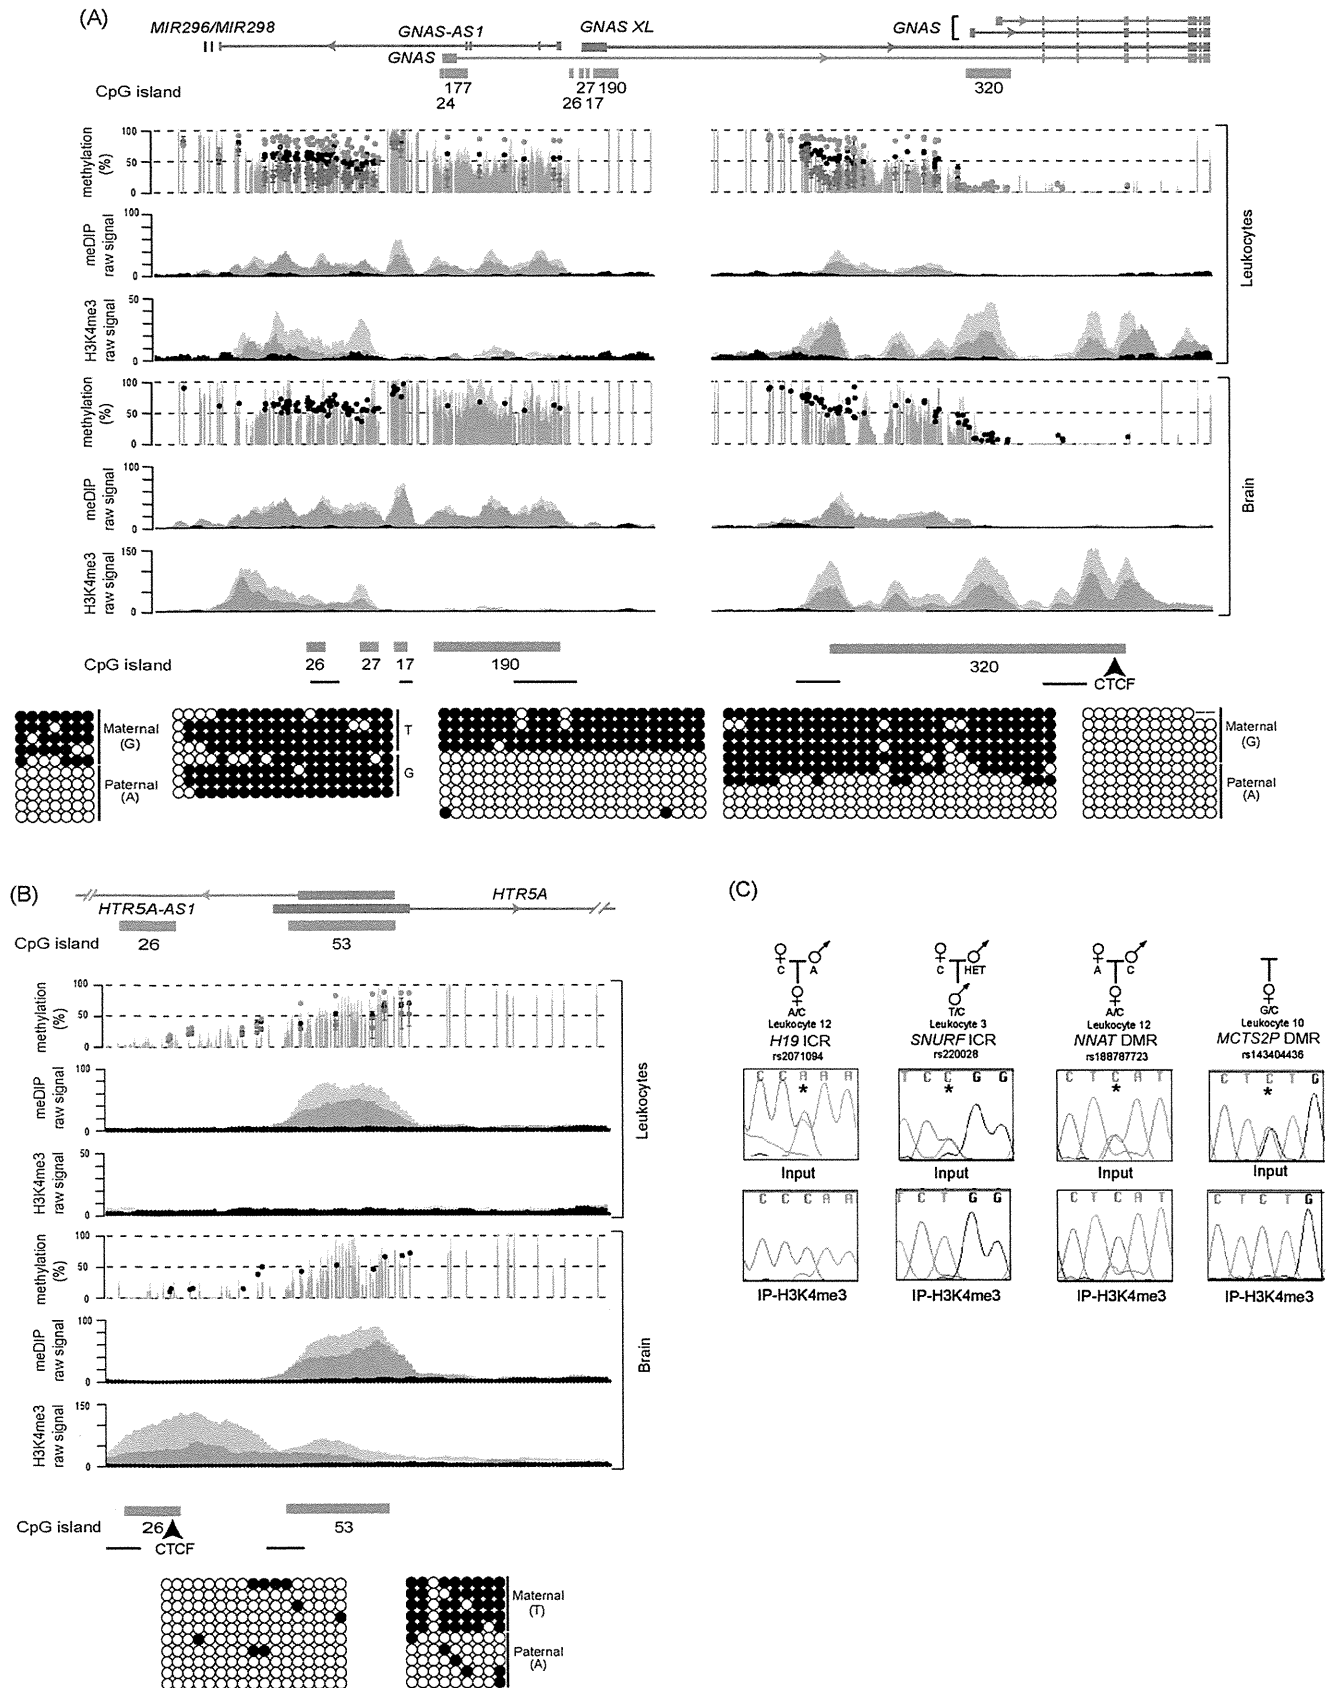 (A)
MIR296/MIR298
GNAS-AS1
GNAS XL
GNAS
GNAS
CpG island
177
24
27 190
26 17
320
methylation (%)
100
50
0
meDIP raw signal
100
0
H3K4me3 raw signal
50
0
Leukocytes
methylation (%)
100
50
0
meDIP raw signal
100
0
H3K4me3 raw signal
150
0
Brain
CpG island
26
27
17
190
320
CTCF
Maternal (G)
Paternal (A)
T
G
Maternal (G)
Paternal (A)
(B)
HTR5A-AS1
HTR5A
CpG island
26
53
methylation (%)
100
50
0
meDIP raw signal
100
0
H3K4me3 raw signal
50
0
Leukocytes
methylation (%)
100
50
0
meDIP raw signal
100
0
H3K4me3 raw signal
150
0
Brain
CpG island
26
53
CTCF
Maternal (T)
Paternal (A)
(C)
♀ ♂
C A
♀
A/C
Leukocyte 12
H19 ICR
rs2071094
C C A A A
*
Input
C C C A A
IP-H3K4me3
♀ ♂
C HET
♂
T/C
Leukocyte 3
SNURF ICR
rs220028
T C C G G
*
Input
T C T G G
IP-H3K4me3
♀ ♂
A C
♀
A/C
Leukocyte 12
NNAT DMR
rs188787723
C T C A T
*
Input
C T C A T
IP-H3K4me3
♀
G/C
Leukocyte 10
MCTS2P DMR
rs143404436
C T C T G
*
Input
C T C T G
IP-H3K4me3